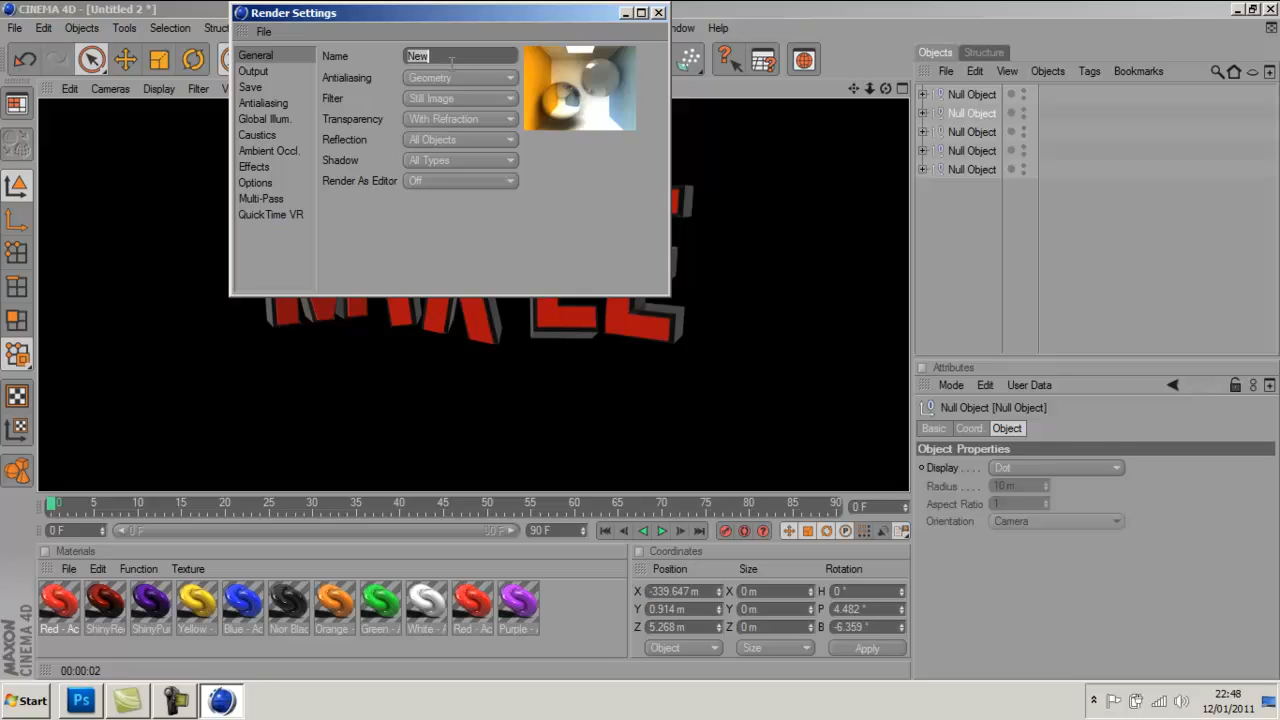 CINEMA 4D - [Untitled 2 *]
File Edit Objects Tools Selection Window Help
Render Settings
File
General
Output
Save
Antialiasing
Global Illum.
Caustics
Ambient Occl.
Effects
Options
Multi-Pass
QuickTime VR
Name New
Antialiasing Geometry
Filter Still Image
Transparency With Refraction
Reflection All Objects
Shadow All Types
Render As Editor Off
Edit Cameras Display Filter
Objects Structure
File Edit View Objects Tags Bookmarks
Null Object
Null Object
Null Object
Null Object
Null Object
Attributes
Mode Edit User Data
Null Object [Null Object]
Basic Coord. Object
Object Properties
Display . . . . Dot
Radius . . . . 10 m
Aspect Ratio 1
Orientation Camera
0 5 10 15 20 25 30 35 40 45 50 55 60 65 70 75 80 85 90 0 F
0 F 0 F 90 F 90 F
Materials
File Edit Function Texture
Red - Ac ShinyRe ShinyPu Yellow - Blue - Ac Nior Blac Orange - Green - White - Red - Ac Purple -
Coordinates
Position Size Rotation
X -339.647 m X 0 m H 0 °
Y 0.914 m Y 0 m P 4.482 °
Z 5.268 m Z 0 m B -6.359 °
Object Size Apply
MAXON
CINEMA 4D
00:00:02
Start Ps 22:48
12/01/2011